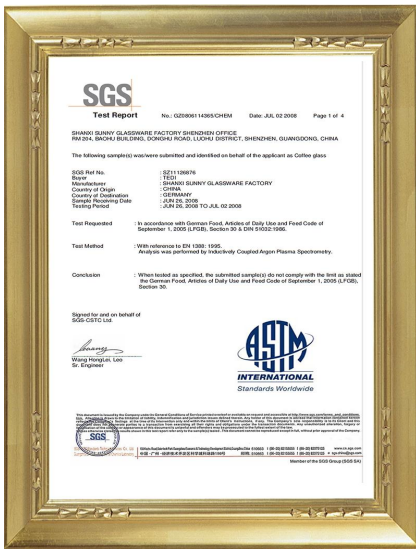 SGS
Test Report No.: GZ0806114365/CHEM Date: JUL 02 2008 Page 1 of 4
SHANXI SUNNY GLASSWARE FACTORY SHENZHEN OFFICE
RM 204, BAOHU BUILDING, DONGHU ROAD, LUOHU DISTRICT, SHENZHEN, GUANGDONG, CHINA
The following sample(s) was/were submitted and identified on behalf of the applicant as Coffee glass
SGS Ref No. : SZ11126876
Buyer : TEDI
Manufacturer : SHANXI SUNNY GLASSWARE FACTORY
Country of Origin : CHINA
Country of Destination : GERMANY
Sample Receiving Date : JUN 26, 2008
Testing Period : JUN 26, 2008 TO JUL 02 2008
Test Requested : In accordance with German Food, Articles of Daily Use and Feed Code of
September 1, 2005 (LFGB), Section 30 & DIN 51032:1986.
Test Method : With reference to EN 1388: 1995.
Analysis was performed by Inductively Coupled Argon Plasma Spectrometry.
Conclusion : When tested as specified, the submitted sample(s) do not comply with the limit as stated
the German Food, Articles of Daily Use and Feed Code of September 1, 2005 (LFGB),
Section 30.
Signed for and on behalf of
SGS-CSTC Ltd.
Wang HongLei, Leo
Sr. Engineer
ASTM
INTERNATIONAL
Standards Worldwide
SGS
Member of the SGS Group (SGS SA)